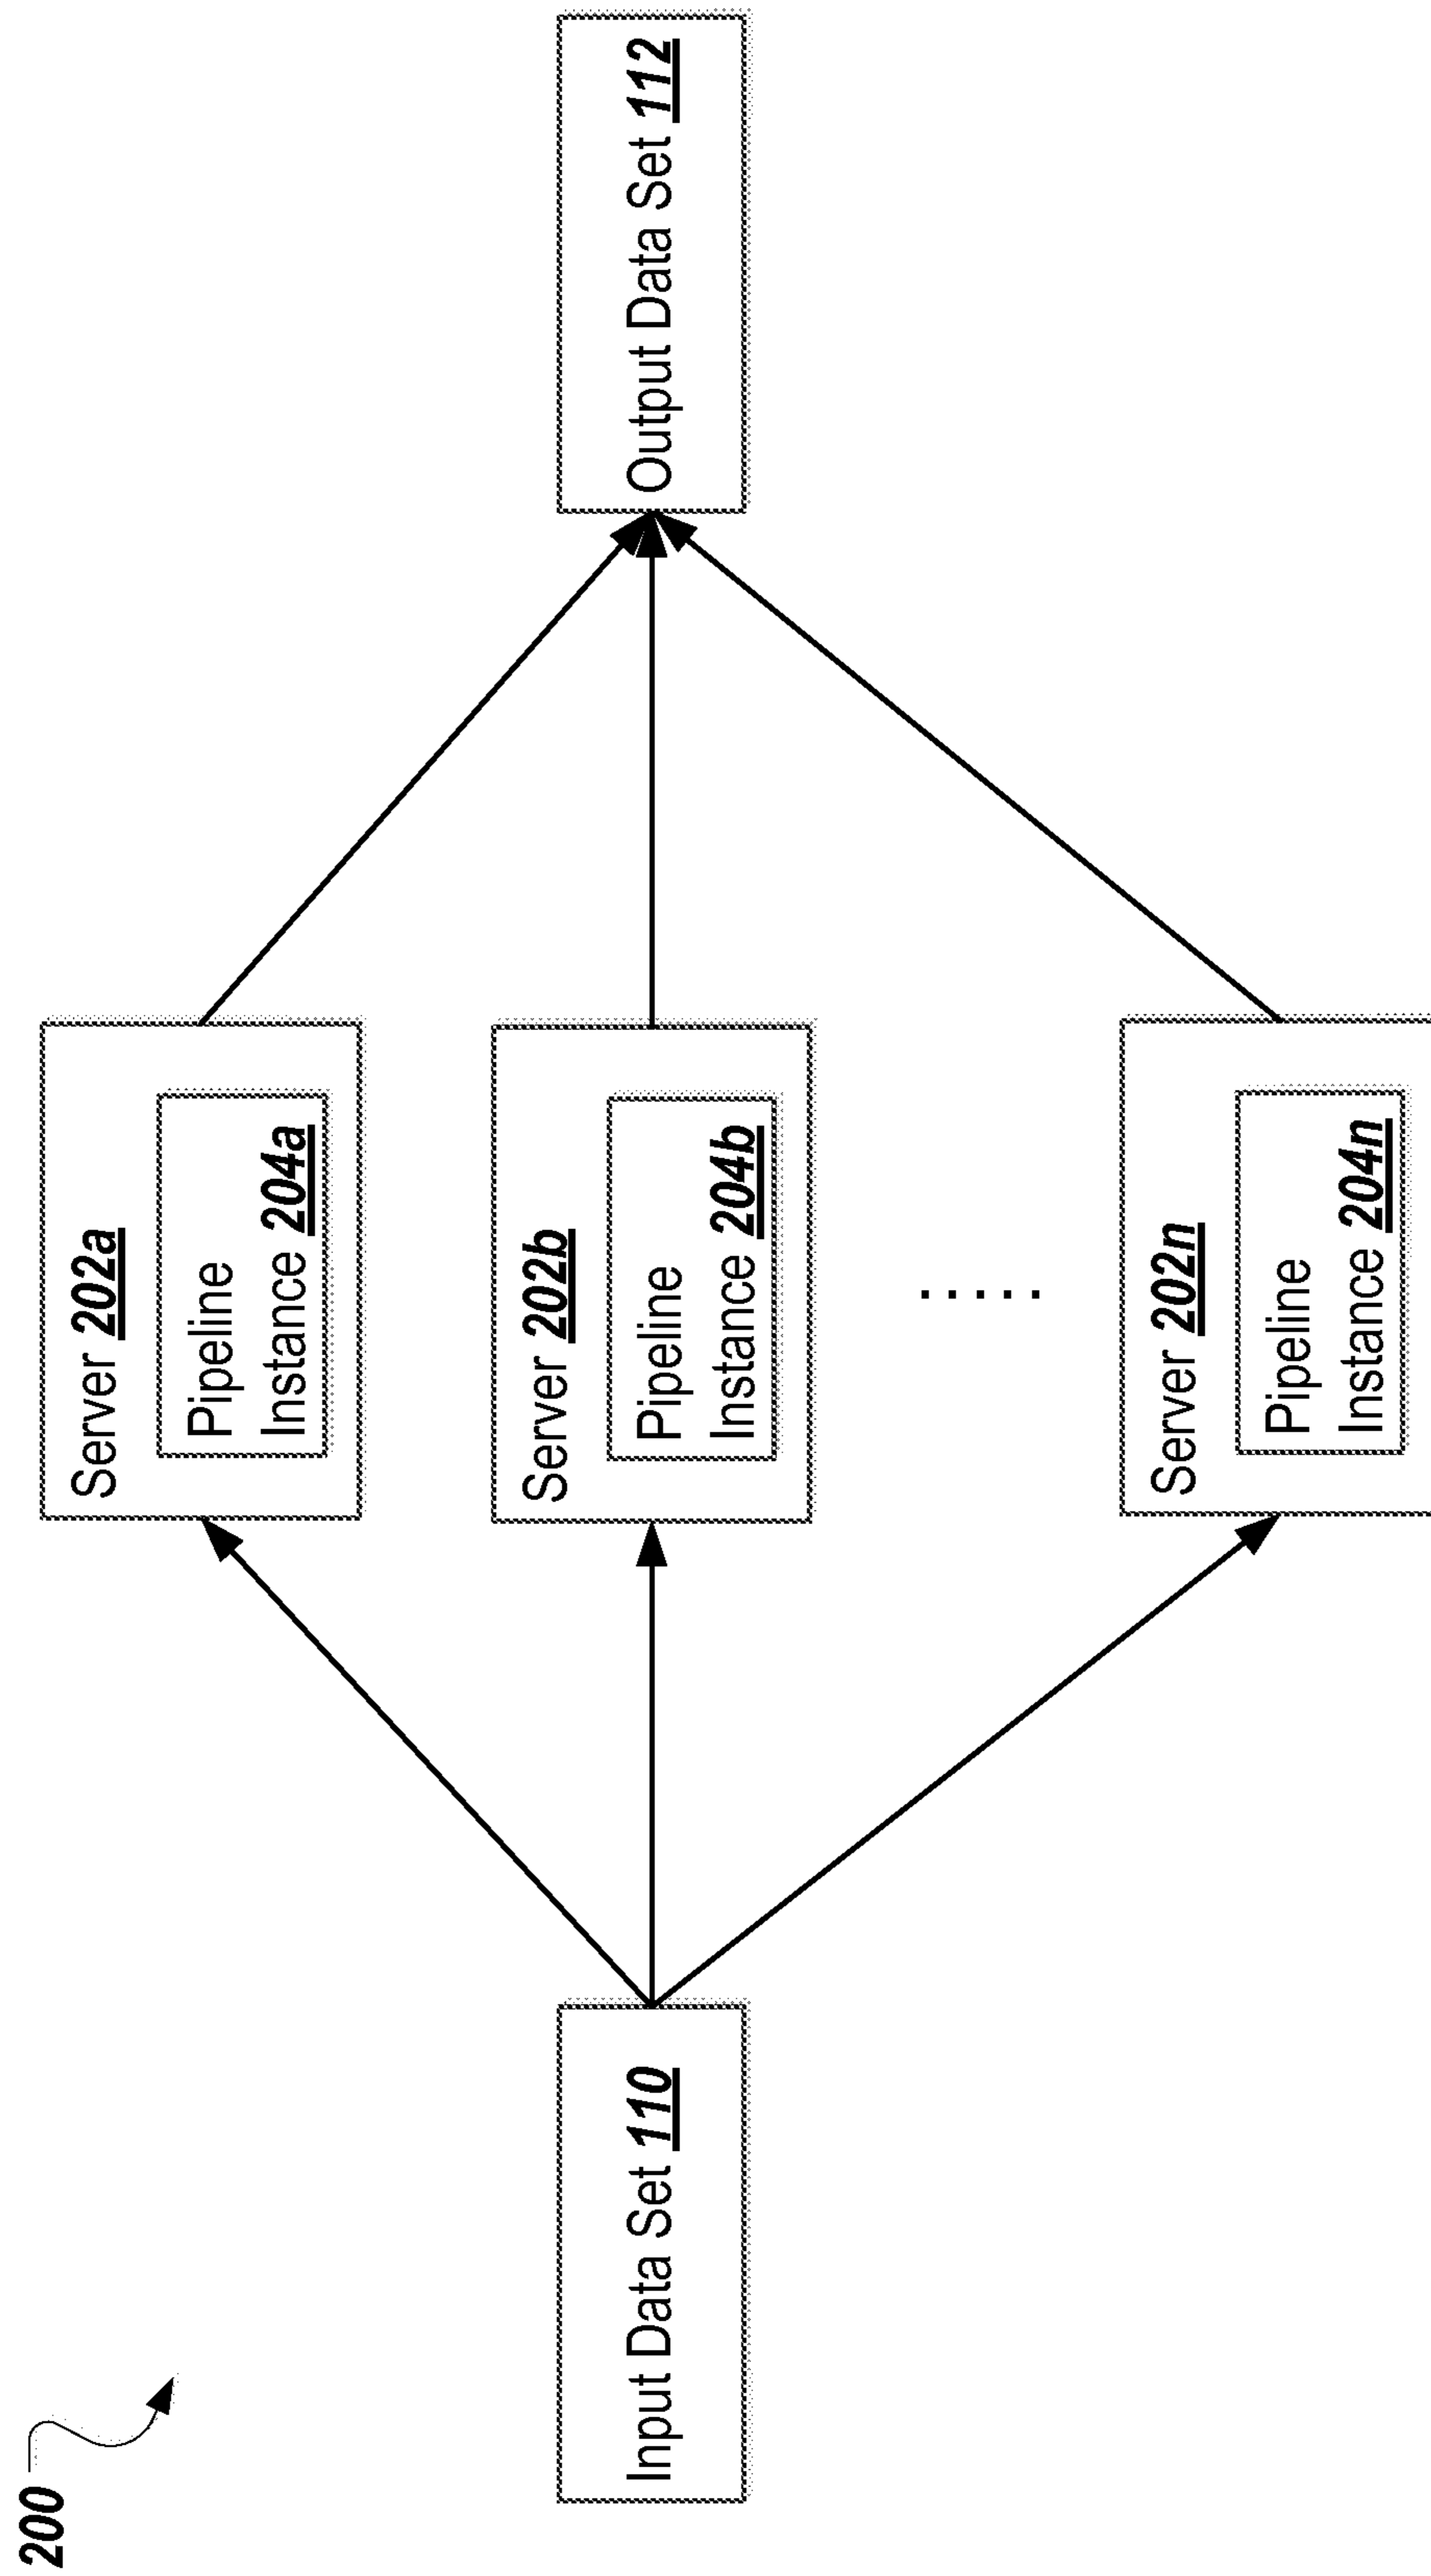 200
Input Data Set 110
Server 202a
Pipeline
Instance 204a
Server 202b
Pipeline
Instance 204b
.....
Server 202n
Pipeline
Instance 204n
Output Data Set 112